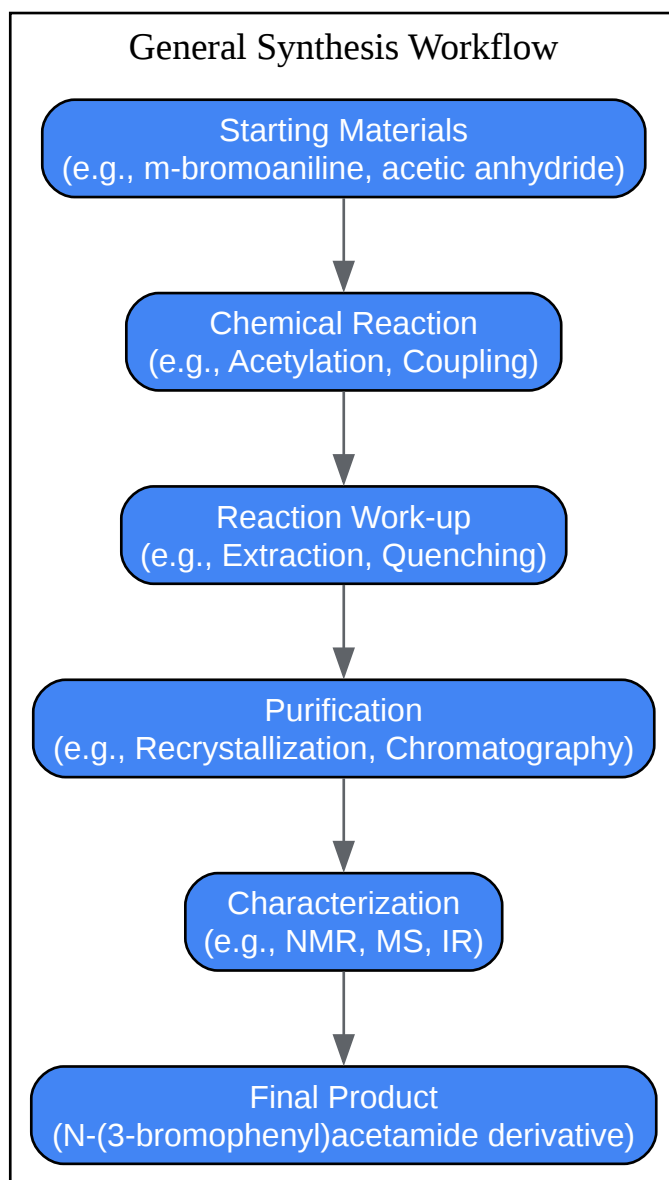 General Synthesis Workflow
Starting Materials
(e.g., m-bromoaniline, acetic anhydride)
Chemical Reaction
(e.g., Acetylation, Coupling)
Reaction Work-up
(e.g., Extraction, Quenching)
Purification
(e.g., Recrystallization, Chromatography)
Characterization
(e.g., NMR, MS, IR)
Final Product
(N-(3-bromophenyl)acetamide derivative)